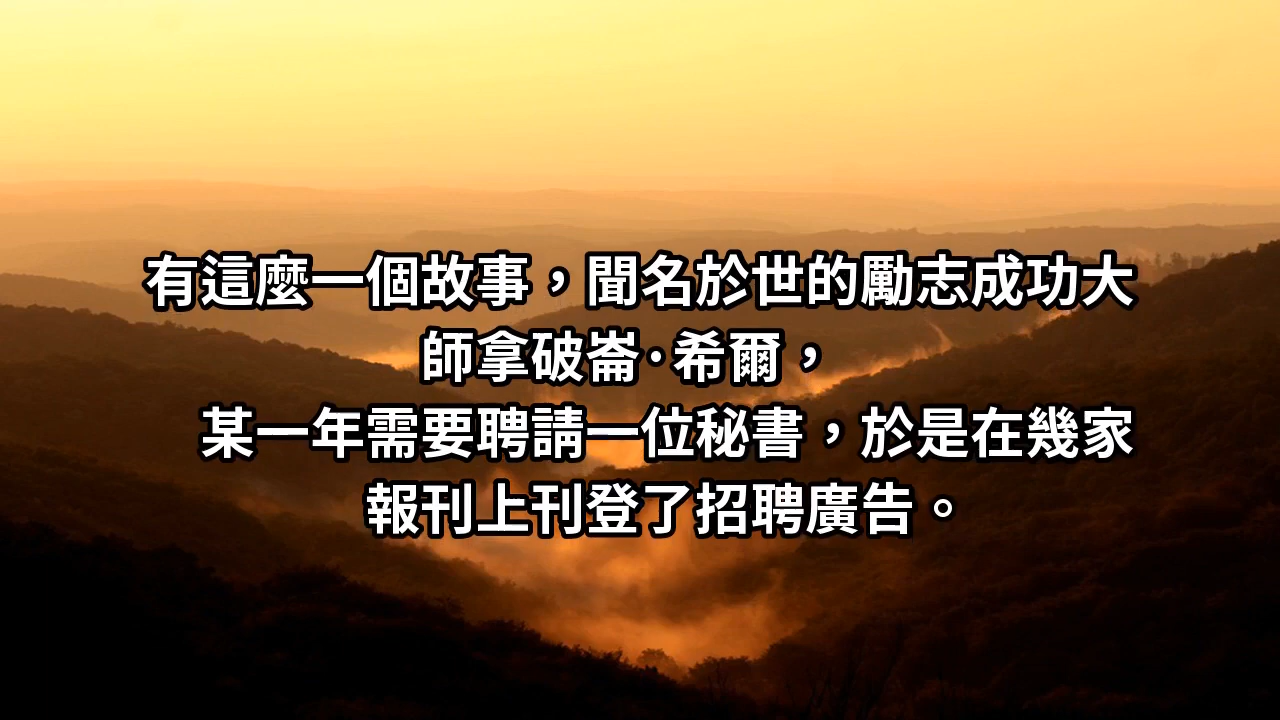 有這麼一個故事，聞名於世的勵志成功大
師拿破崙·希爾，
某一年需要聘請一位秘書，於是在幾家
報刊上刊登了招聘廣告。